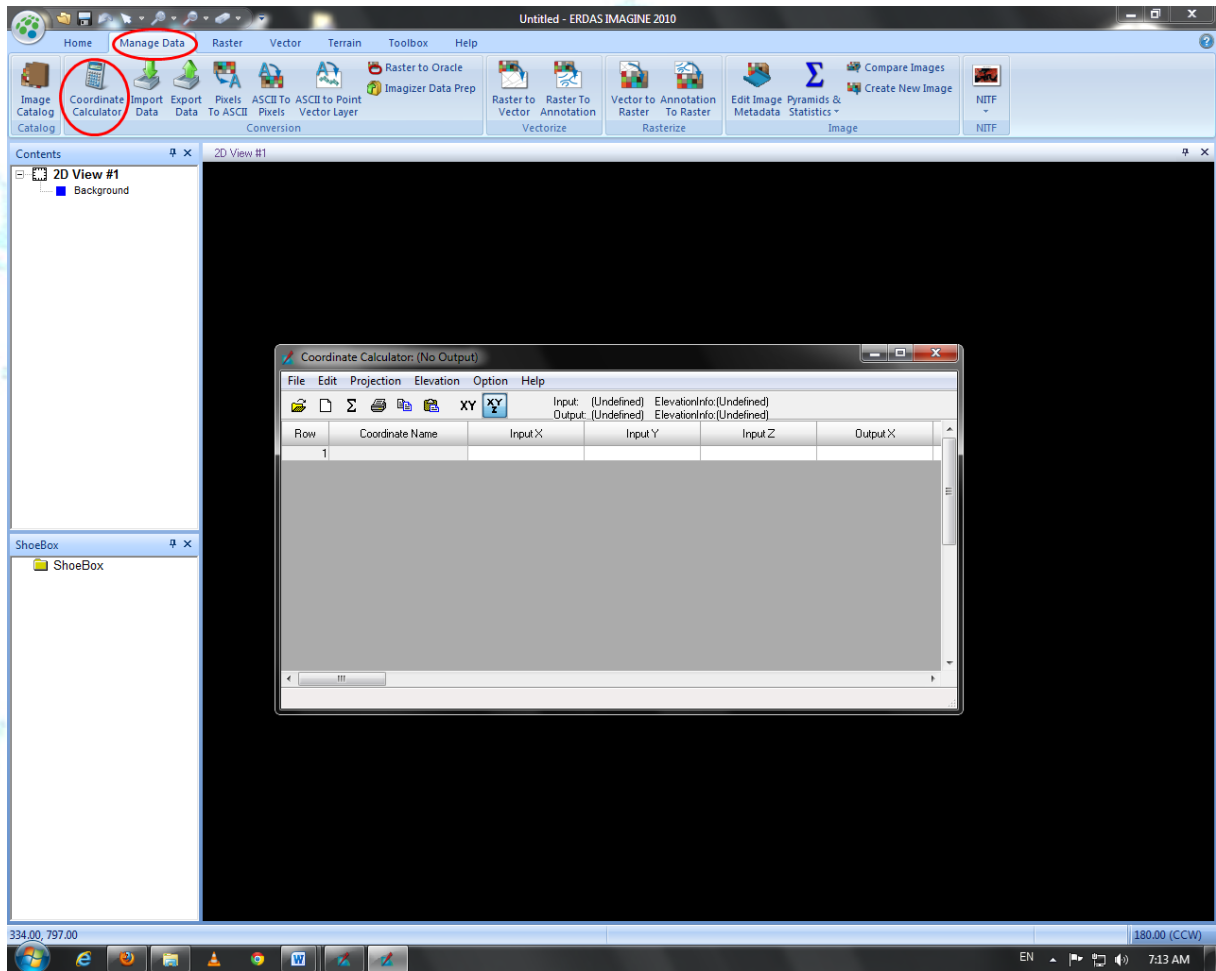 Untitled - ERDAS IMAGINE 2010
Home Manage Data Raster Vector Terrain Toolbox Help
Image Catalog
Coordinate Calculator
Import Data
Export Data
Pixels To ASCII
ASCII To Pixels
ASCII to Point Vector Layer
Raster to Oracle
Imagizer Data Prep
Raster to Vector
Raster To Annotation
Vector to Raster
Annotation To Raster
Edit Image Metadata
Pyramids & Statistics
Compare Images
Create New Image
NITF
Catalog Conversion Vectorize Rasterize Image NITF
Contents
2D View #1
2D View #1
Background
Coordinate Calculator: (No Output)
File Edit Projection Elevation Option Help
XY XYZ
Input: (Undefined) ElevationInfo:(Undefined)
Output: (Undefined) ElevationInfo:(Undefined)
Row Coordinate Name Input X Input Y Input Z Output X
1
ShoeBox
ShoeBox
334.00, 797.00 180.00 (CCW)
EN 7:13 AM